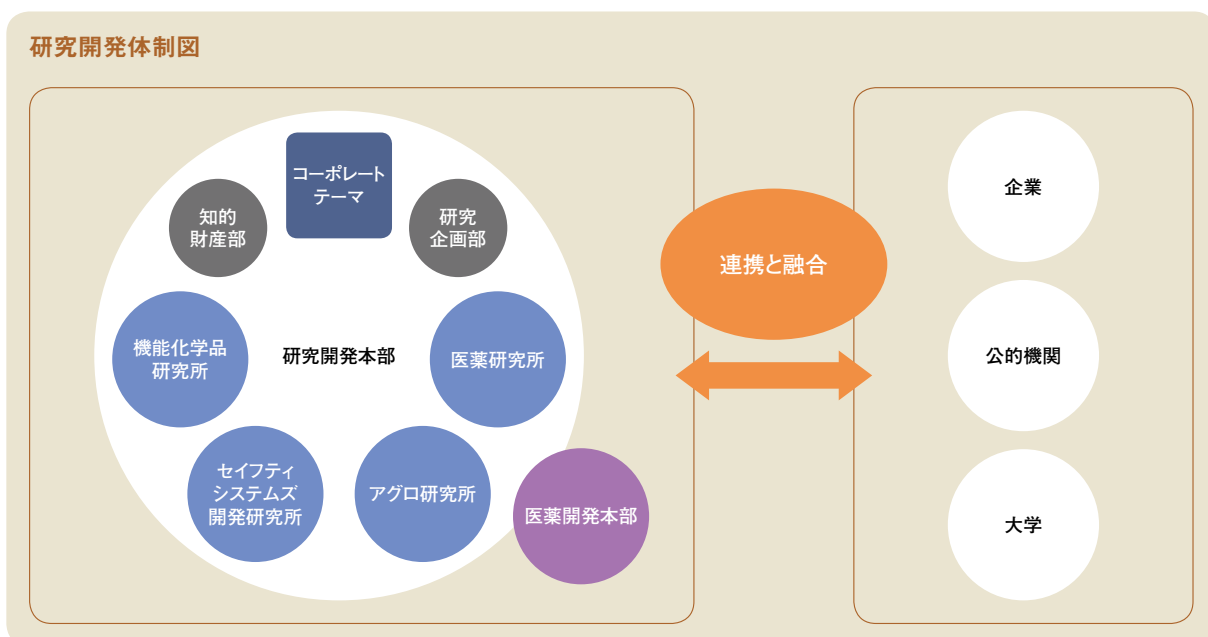 研究開発体制図
コーポレート
テーマ
知的
財産部
研究
企画部
機能化学品
研究所
研究開発本部
医薬研究所
セイフティ
システムズ
開発研究所
アグロ研究所
医薬開発本部
連携と融合
企業
公的機関
大学